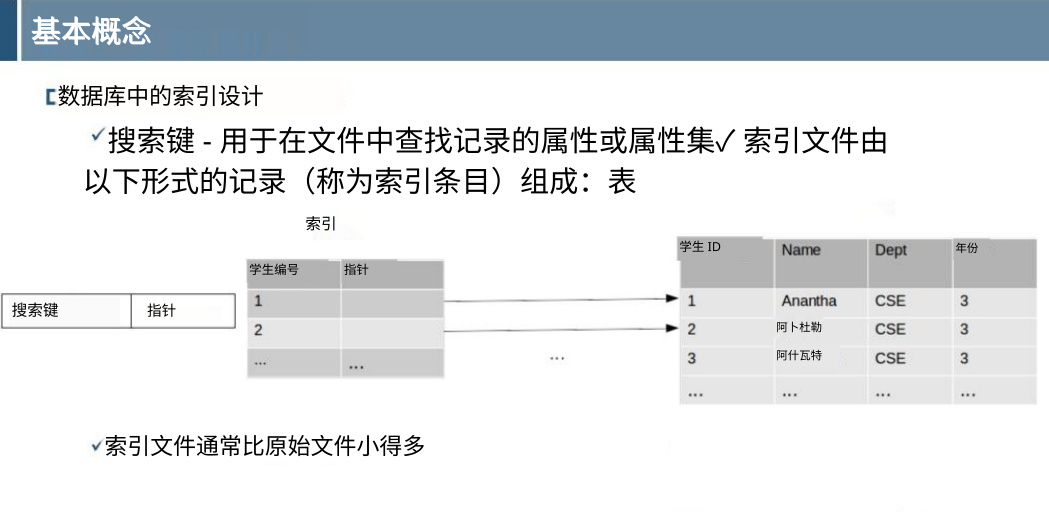 基本概念
数据库中的索引设计
✓搜索键 - 用于在文件中查找记录的属性或属性集✓ 索引文件由
以下形式的记录（称为索引条目）组成：表
索引
搜索键 指针
学生编号 指针
1
2
... ...
...
学生 ID Name Dept 年份
1 Anantha CSE 3
2 阿卜杜勒 CSE 3
3 阿什瓦特 CSE 3
... ... ... ...
✓索引文件通常比原始文件小得多